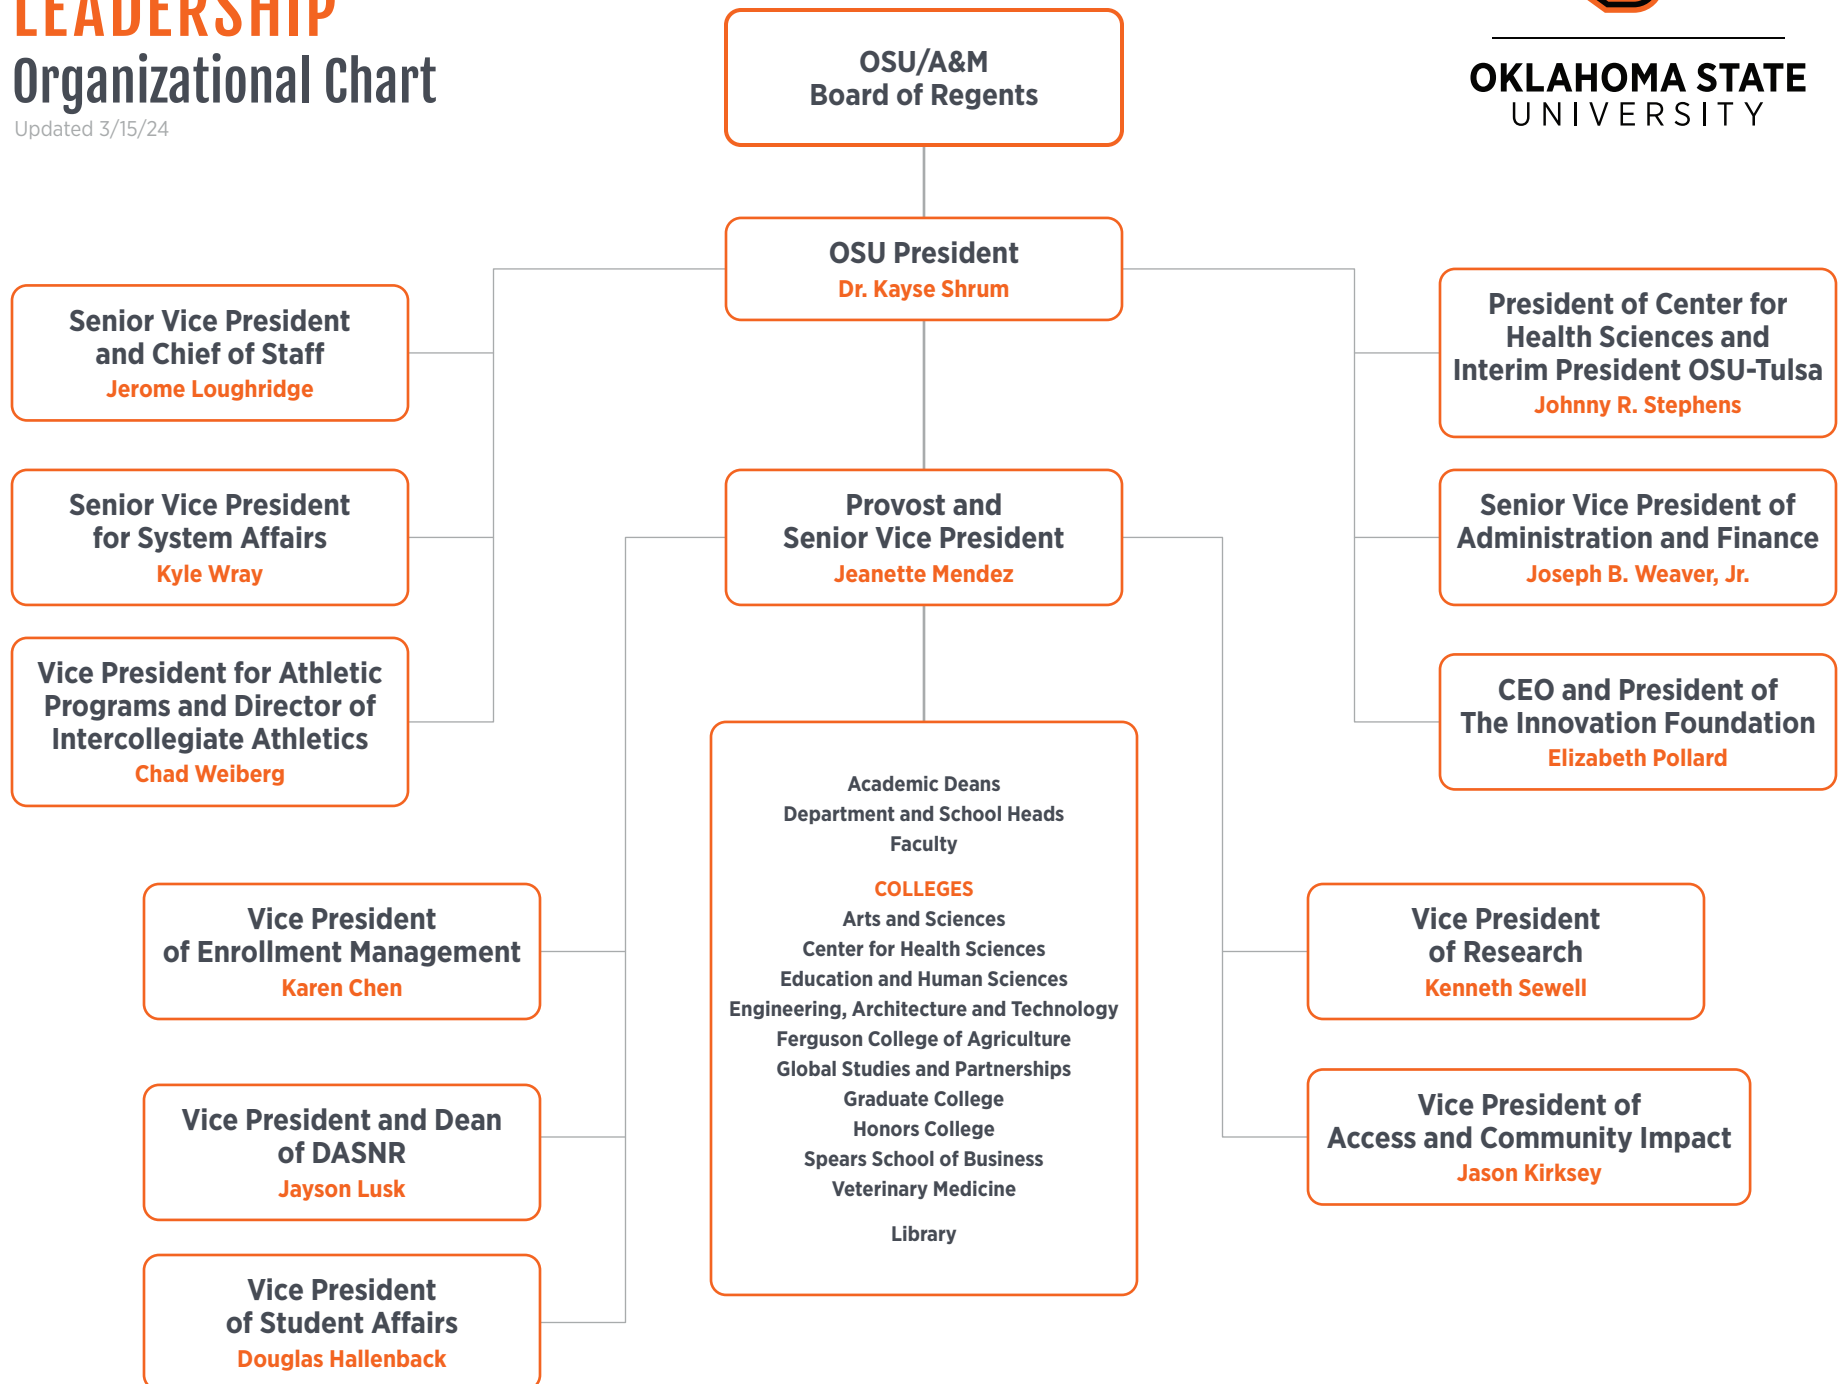 LEADERSHIP
Organizational Chart
Updated 3/15/24
OKLAHOMA STATE
UNIVERSITY
OSU/A&M
Board of Regents
OSU President
Dr. Kayse Shrum
Senior Vice President
and Chief of Staff
Jerome Loughridge
Senior Vice President
for System Affairs
Kyle Wray
Vice President for Athletic
Programs and Director of
Intercollegiate Athletics
Chad Weiberg
President of Center for
Health Sciences and
Interim President OSU-Tulsa
Johnny R. Stephens
Senior Vice President of
Administration and Finance
Joseph B. Weaver, Jr.
CEO and President of
The Innovation Foundation
Elizabeth Pollard
Provost and
Senior Vice President
Jeanette Mendez
Vice President
of Enrollment Management
Karen Chen
Vice President and Dean
of DASNR
Jayson Lusk
Vice President
of Student Affairs
Douglas Hallenback
Academic Deans
Department and School Heads
Faculty
COLLEGES
Arts and Sciences
Center for Health Sciences
Education and Human Sciences
Engineering, Architecture and Technology
Ferguson College of Agriculture
Global Studies and Partnerships
Graduate College
Honors College
Spears School of Business
Veterinary Medicine
Library
Vice President
of Research
Kenneth Sewell
Vice President of
Access and Community Impact
Jason Kirksey